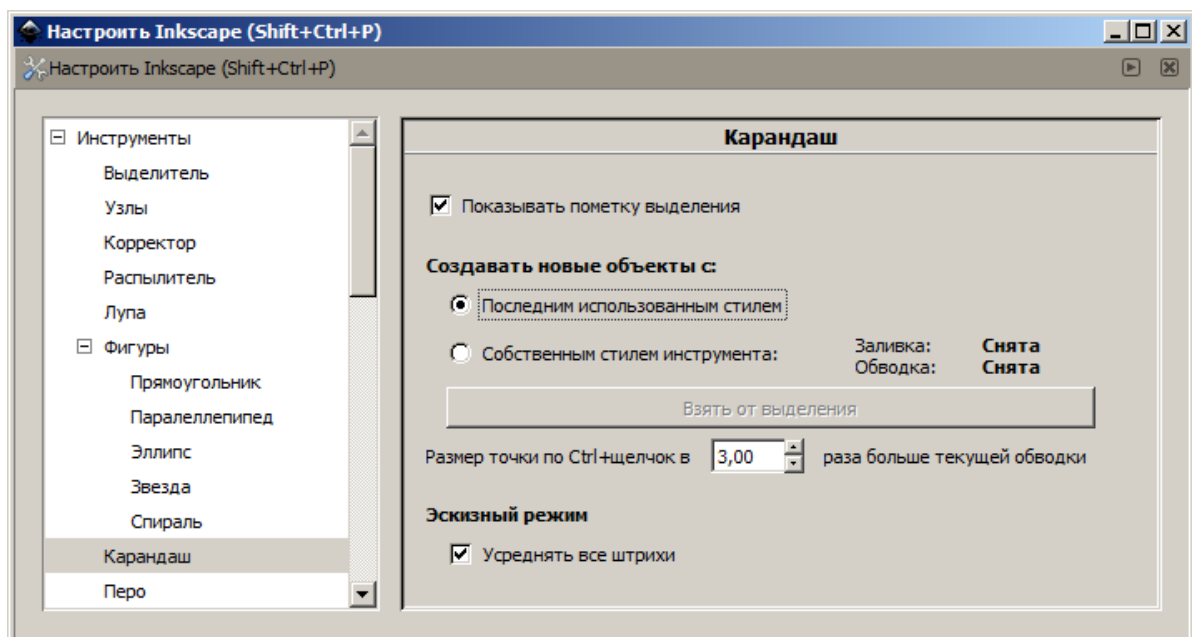 Настроить Inkscape (Shift+Ctrl+P)
Настроить Inkscape (Shift+Ctrl+P)
Инструменты
Выделитель
Узлы
Корректор
Распылитель
Лупа
Фигуры
Прямоугольник
Паралеллепипед
Эллипс
Звезда
Спираль
Карандаш
Перо
Карандаш
Показывать пометку выделения
Создавать новые объекты с:
Последним использованным стилем
Собственным стилем инструмента:
Заливка: Снята
Обводка: Снята
Взять от выделения
Размер точки по Ctrl+щелчок в 3,00 раза больше текущей обводки
Эскизный режим
Усреднять все штрихи